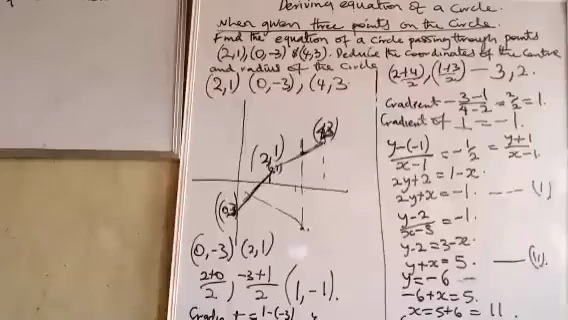 Deriving equation of a Circle.
when given three points on the Circle.
Find the equation of a Circle passing through points
(2,1), (0,-3) & (4,3). Deduce the coordinates of the Centre
and radius of the Circle
(2,1) (0,-3), (4,3
(4,3)
(2,1)
(0,3)
(0,-3) (2,1)
2+0/2, -3+1/2 (1,-1).
= 1-(-3)
(2+4/2), (1+3/2) - 3,2.
Gradient - 3-1/4-2 = 2/2 = 1.
Gradient of ⊥ = -1.
y-(-1)/x-1 = -1/2 = y+1/x-1
2y+2 = 1-x.
2y+x = -1. ---- (i)
y-2/x-3 = -1.
y-2 = 3-x.
y+x = 5. —— (ii).
y = -6 -
-6+x = 5.
x = 5+6 = 11.